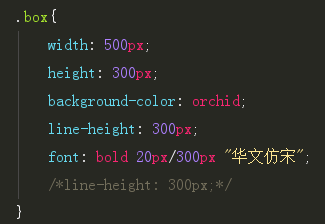 .box{
width: 500px;
height: 300px;
background-color: orchid;
line-height: 300px;
font: bold 20px/300px "华文仿宋";
/*line-height: 300px;*/
}